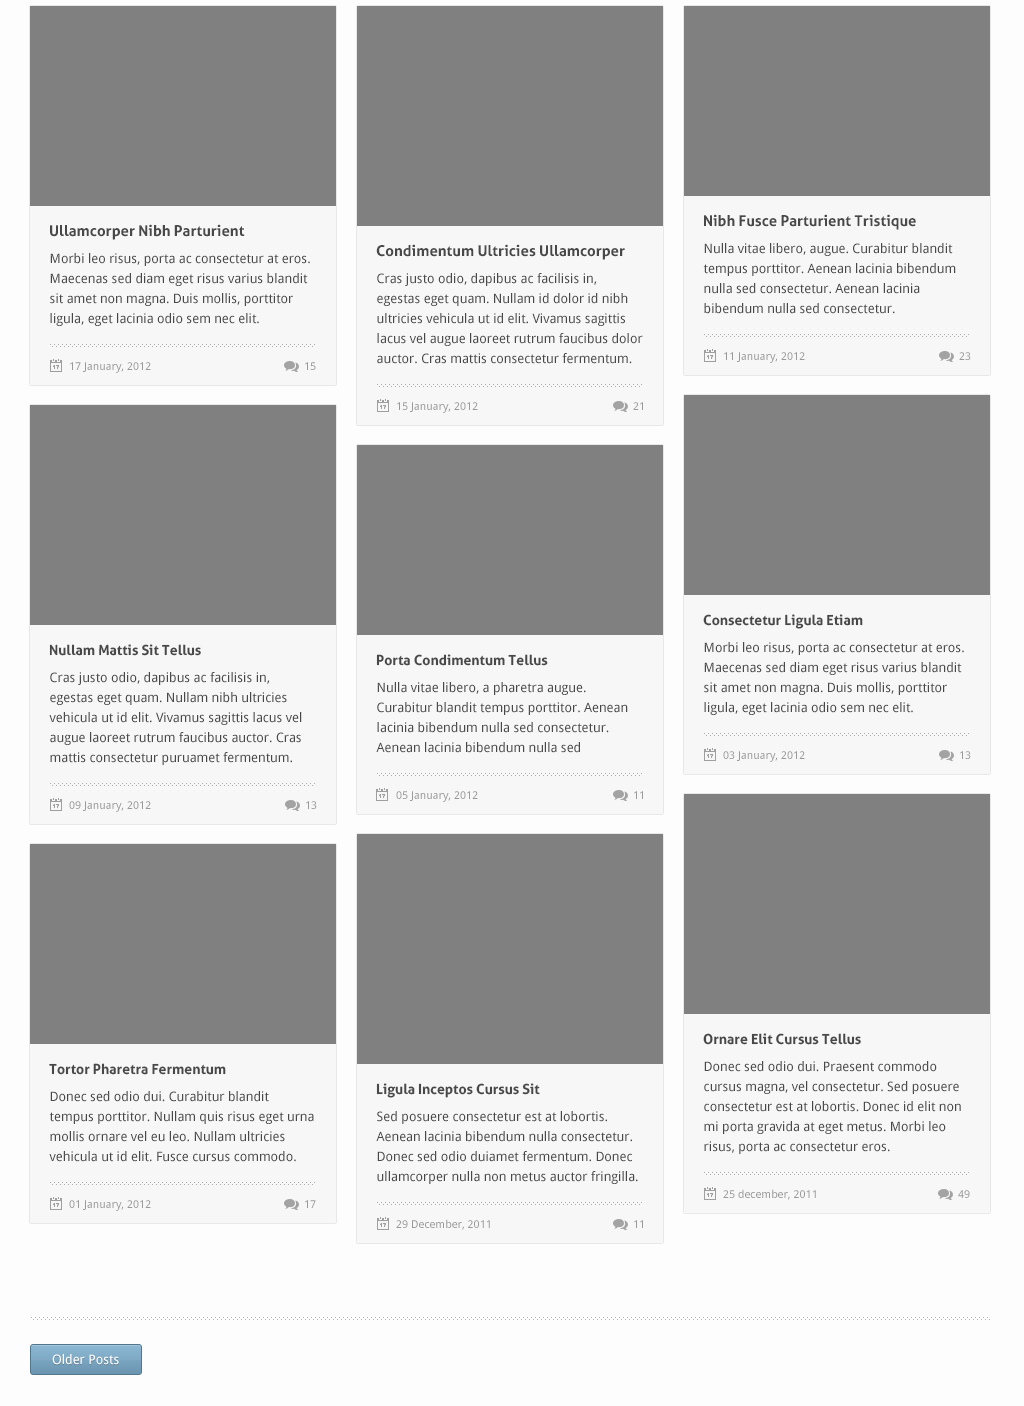 Ullamcorper Nibh Parturient
Morbi leo risus, porta ac consectetur at eros.
Maecenas sed diam eget risus varius blandit
sit amet non magna. Duis mollis, porttitor
ligula, eget lacinia odio sem nec elit.
17 January, 2012
15
Condimentum Ultricies Ullamcorper
Cras justo odio, dapibus ac facilisis in,
egestas eget quam. Nullam id dolor id nibh
ultricies vehicula ut id elit. Vivamus sagittis
lacus vel augue laoreet rutrum faucibus dolor
auctor. Cras mattis consectetur fermentum.
15 January, 2012
21
Nibh Fusce Parturient Tristique
Nulla vitae libero, augue. Curabitur blandit
tempus porttitor. Aenean lacinia bibendum
nulla sed consectetur. Aenean lacinia
bibendum nulla sed consectetur.
11 January, 2012
23
Nullam Mattis Sit Tellus
Cras justo odio, dapibus ac facilisis in,
egestas eget quam. Nullam nibh ultricies
vehicula ut id elit. Vivamus sagittis lacus vel
augue laoreet rutrum faucibus auctor. Cras
mattis consectetur puruamet fermentum.
09 January, 2012
13
Porta Condimentum Tellus
Nulla vitae libero, a pharetra augue.
Curabitur blandit tempus porttitor. Aenean
lacinia bibendum nulla sed consectetur.
Aenean lacinia bibendum nulla sed
05 January, 2012
11
Consectetur Ligula Etiam
Morbi leo risus, porta ac consectetur at eros.
Maecenas sed diam eget risus varius blandit
sit amet non magna. Duis mollis, porttitor
ligula, eget lacinia odio sem nec elit.
03 January, 2012
13
Tortor Pharetra Fermentum
Donec sed odio dui. Curabitur blandit
tempus porttitor. Nullam quis risus eget urna
mollis ornare vel eu leo. Nullam ultricies
vehicula ut id elit. Fusce cursus commodo.
01 January, 2012
17
Ligula Inceptos Cursus Sit
Sed posuere consectetur est at lobortis.
Aenean lacinia bibendum nulla consectetur.
Donec sed odio duiamet fermentum. Donec
ullamcorper nulla non metus auctor fringilla.
29 December, 2011
11
Ornare Elit Cursus Tellus
Donec sed odio dui. Praesent commodo
cursus magna, vel consectetur. Sed posuere
consectetur est at lobortis. Donec id elit non
mi porta gravida at eget metus. Morbi leo
risus, porta ac consectetur eros.
25 december, 2011
49
Older Posts